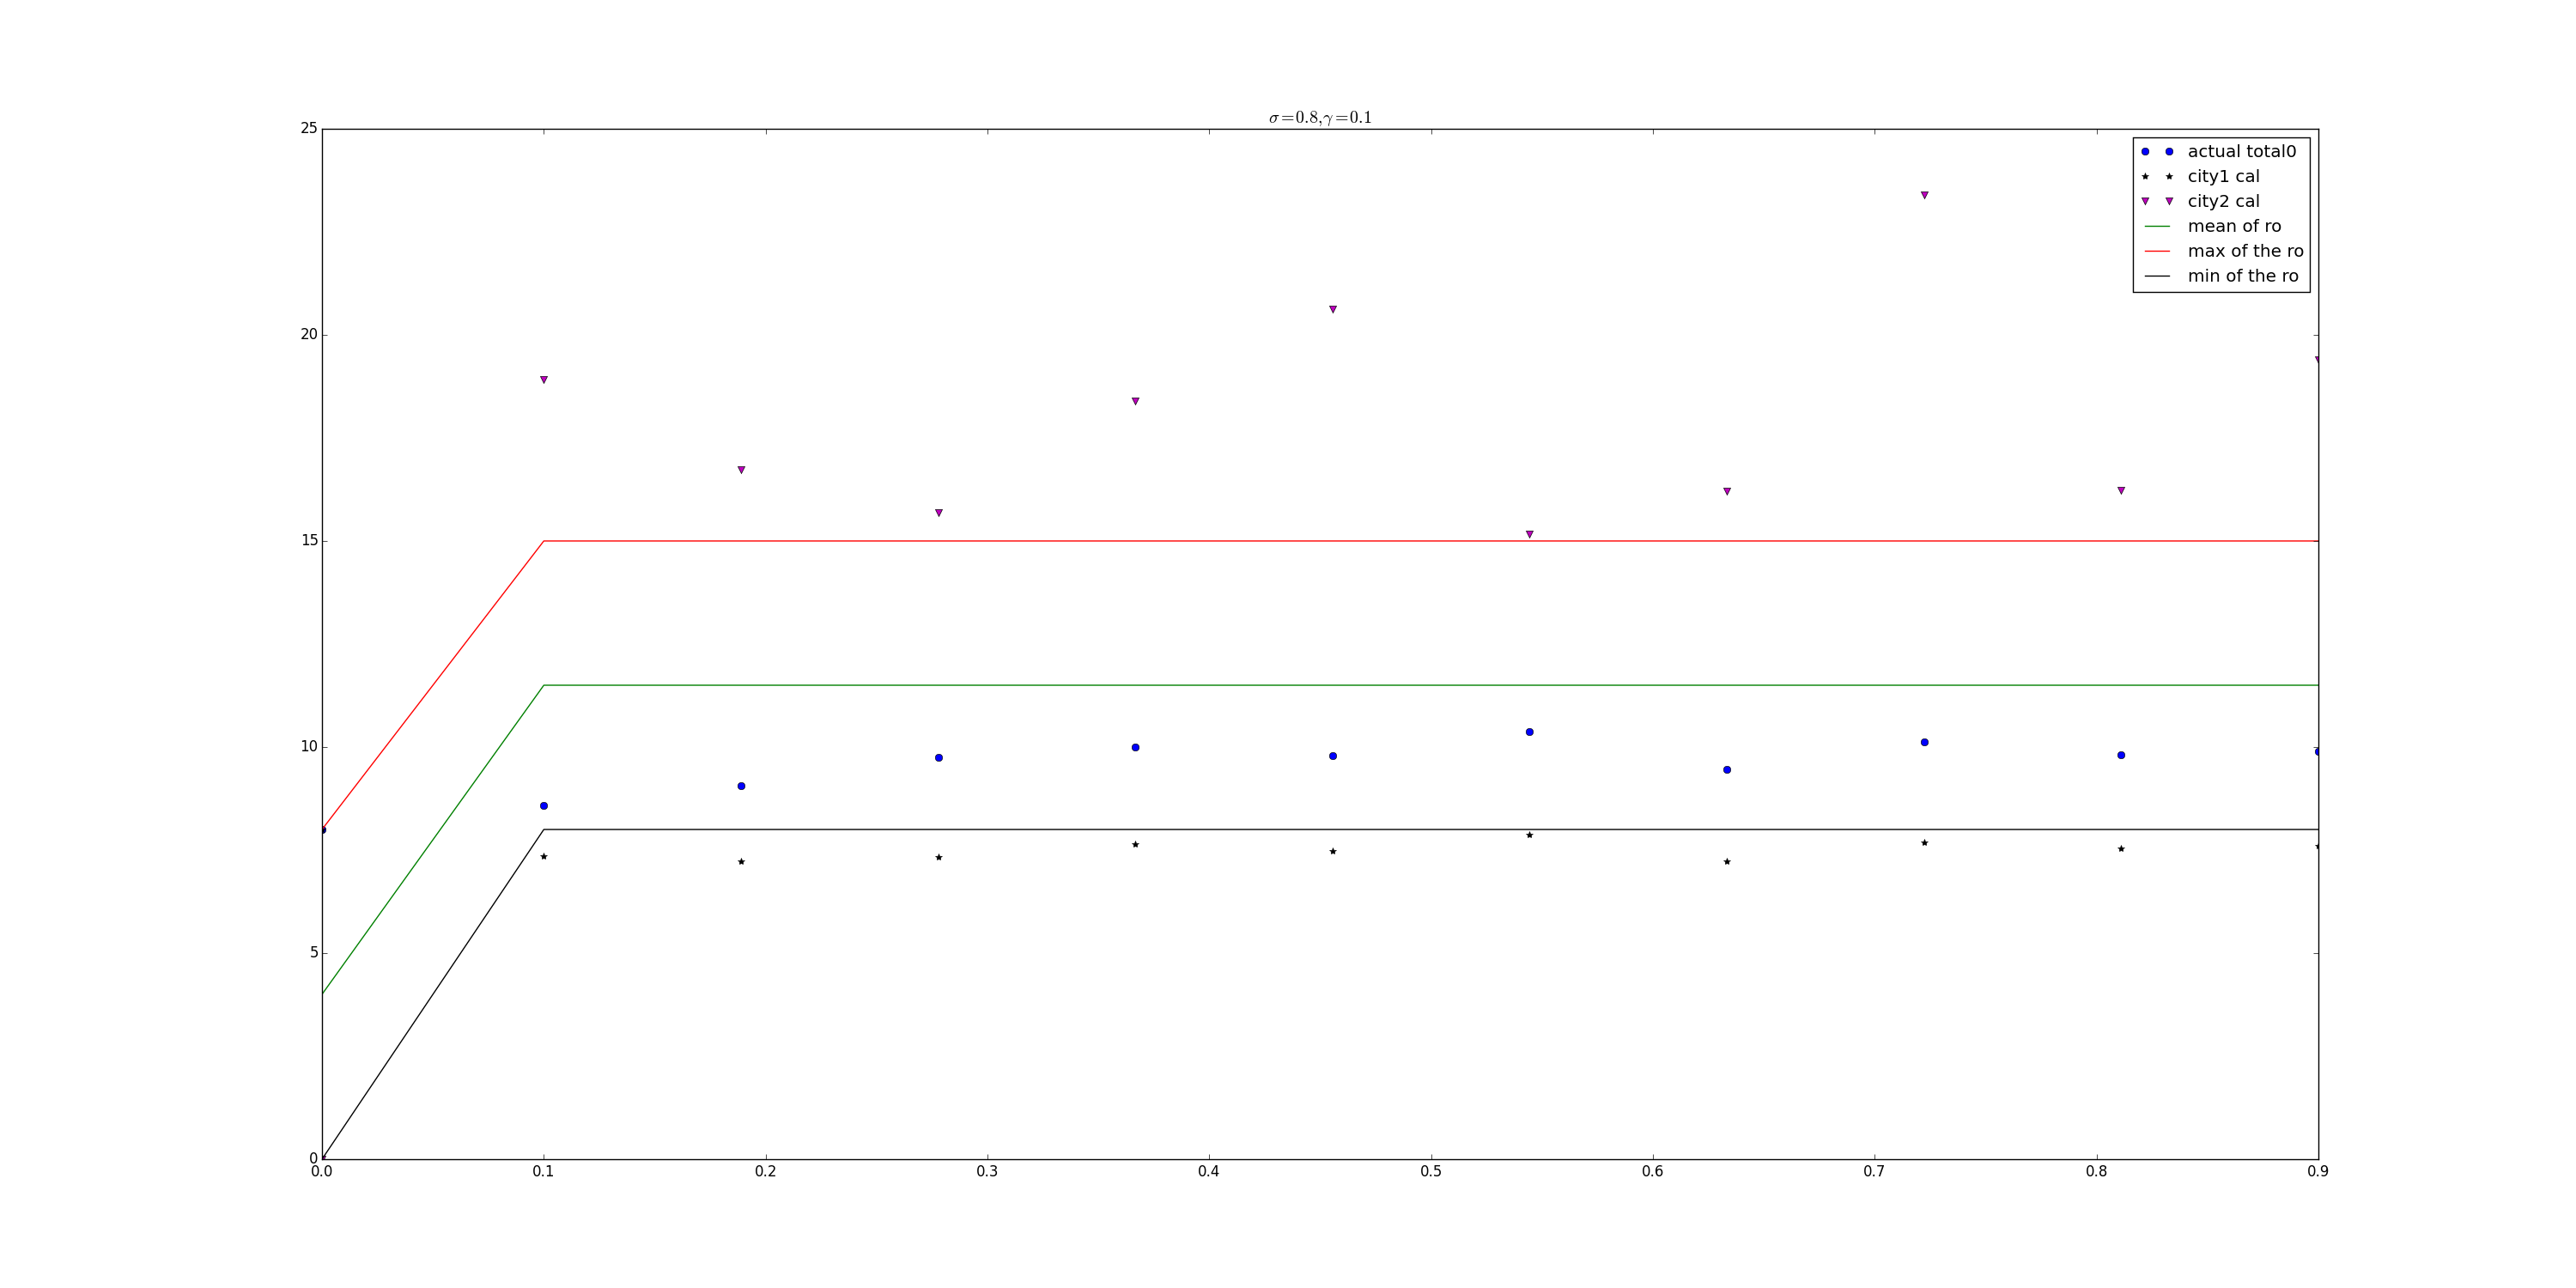 σ=0.8,γ=0.1
25
20
15
10
5
0
0.0 0.1 0.2 0.3 0.4 0.5 0.6 0.7 0.8 0.9
actual total0
city1 cal
city2 cal
mean of ro
max of the ro
min of the ro